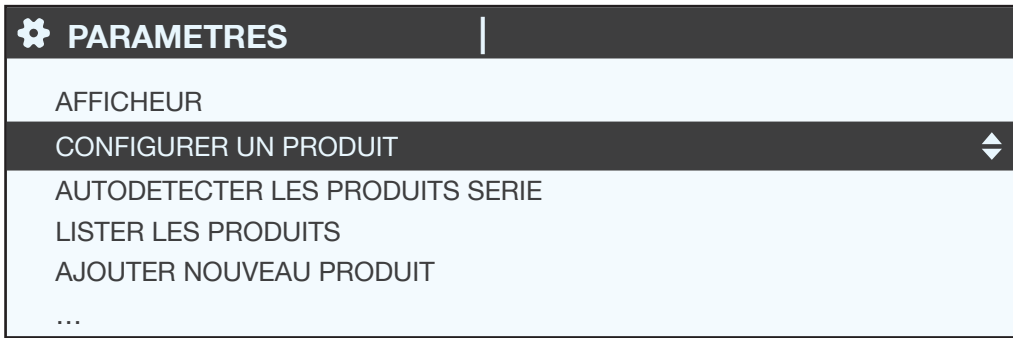 PARAMETRES
AFFICHEUR
CONFIGURER UN PRODUIT
AUTODETECTER LES PRODUITS SERIE
LISTER LES PRODUITS
AJOUTER NOUVEAU PRODUIT
…